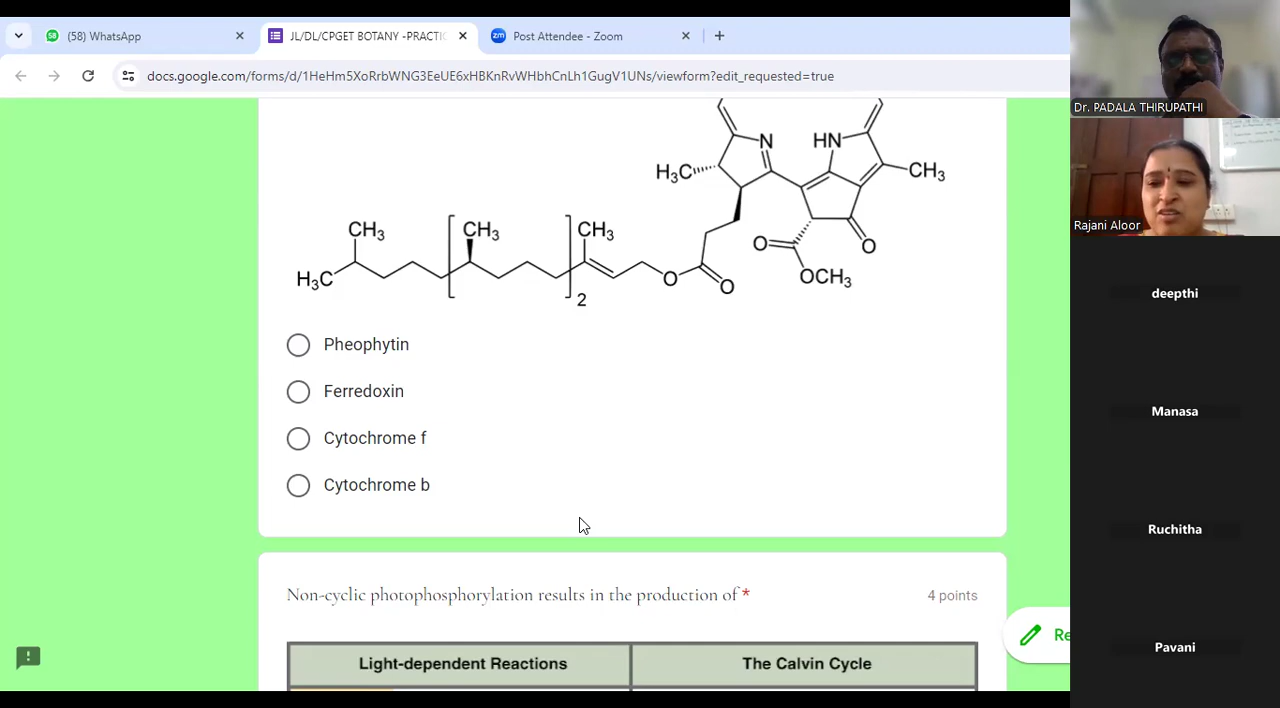 (58) WhatsApp
JL/DL/CPGET BOTANY -PRACTIC
Post Attendee - Zoom
docs.google.com/forms/d/1HeHm5XoRrbWNG3EeUE6xHBKnRvWHbhCnLh1GugV1UNs/viewform?edit_requested=true
N HN
H₃C CH₃
CH₃ CH₃ CH₃
O O
H₃C O O OCH₃
2
Pheophytin
Ferredoxin
Cytochrome f
Cytochrome b
Non-cyclic photophosphorylation results in the production of *
4 points
Light-dependent Reactions
The Calvin Cycle
Re
Dr. PADALA THIRUPATHI
Rajani Aloor
deepthi
Manasa
Ruchitha
Pavani